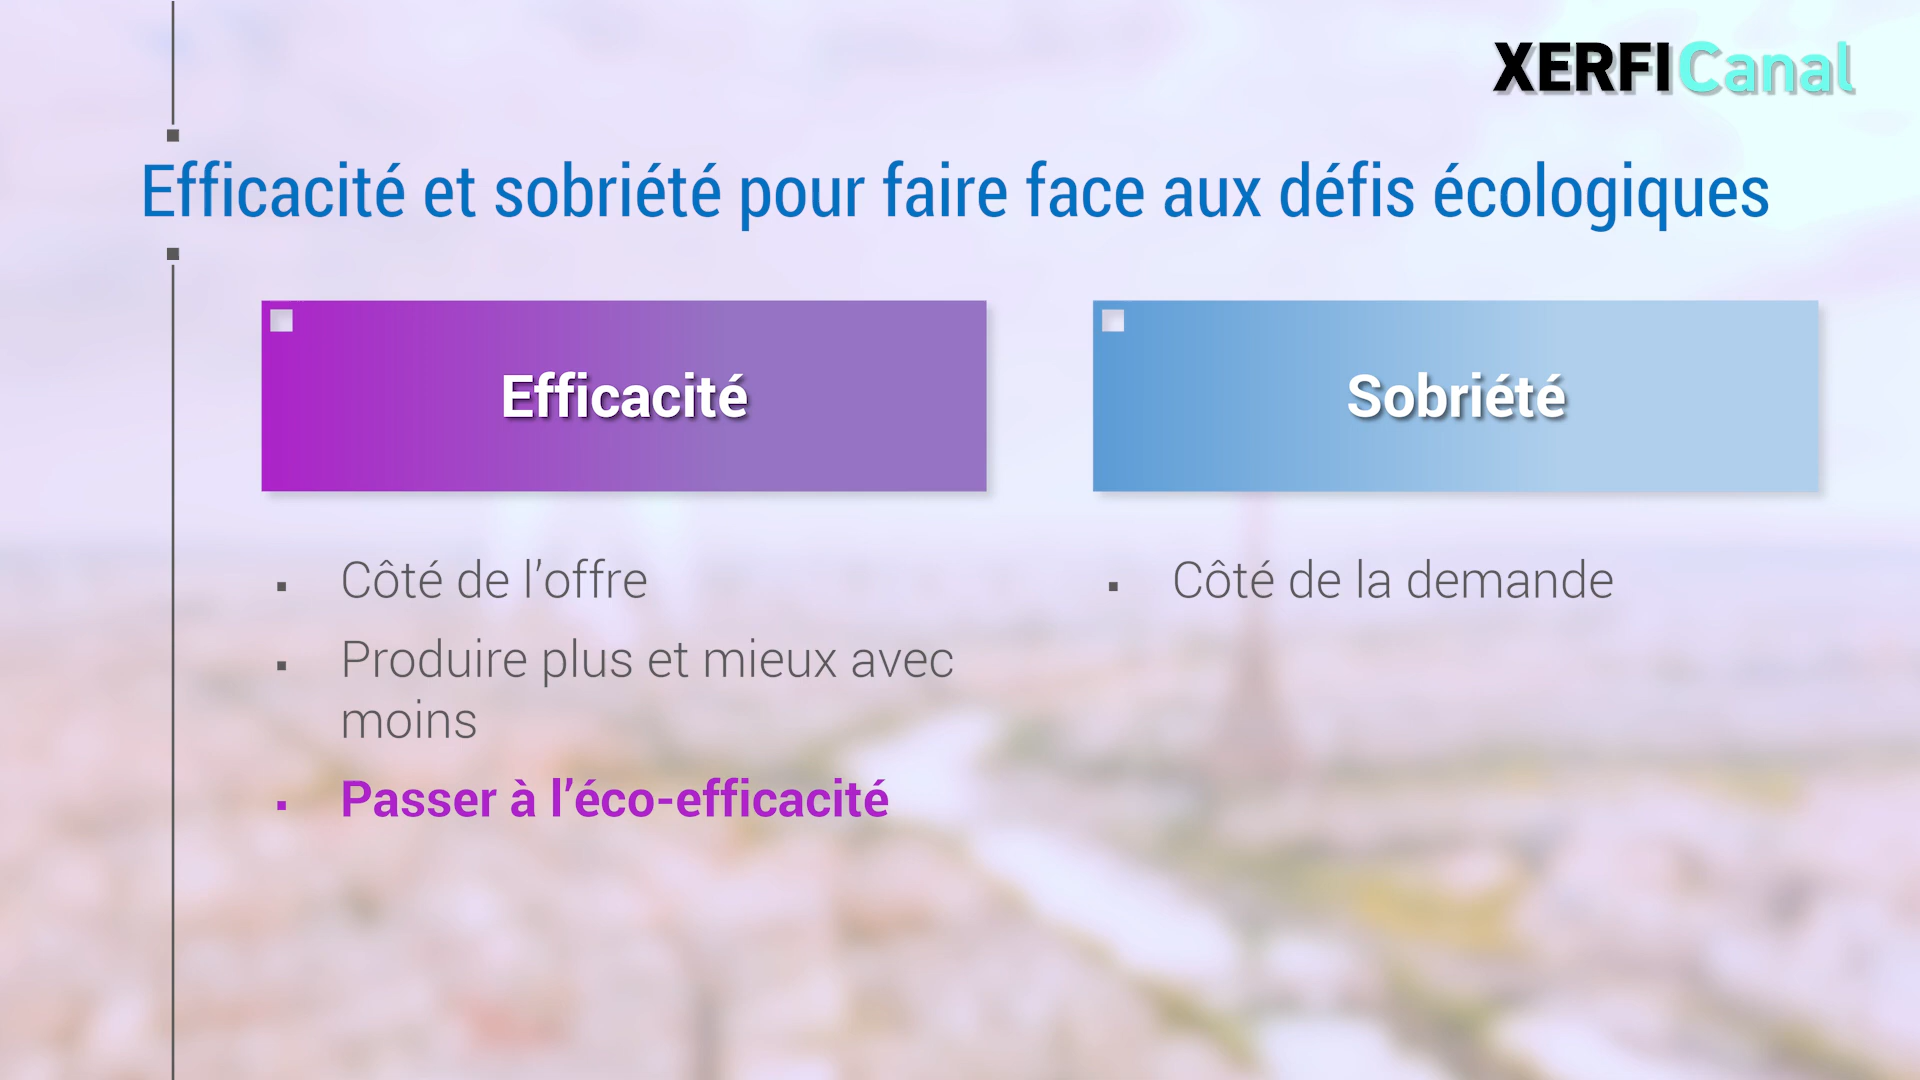 XERFI Canal
Efficacité et sobriété pour faire face aux défis écologiques
Efficacité
Côté de l’offre
Produire plus et mieux avec
moins
Passer à l’éco-efficacité
Sobriété
Côté de la demande